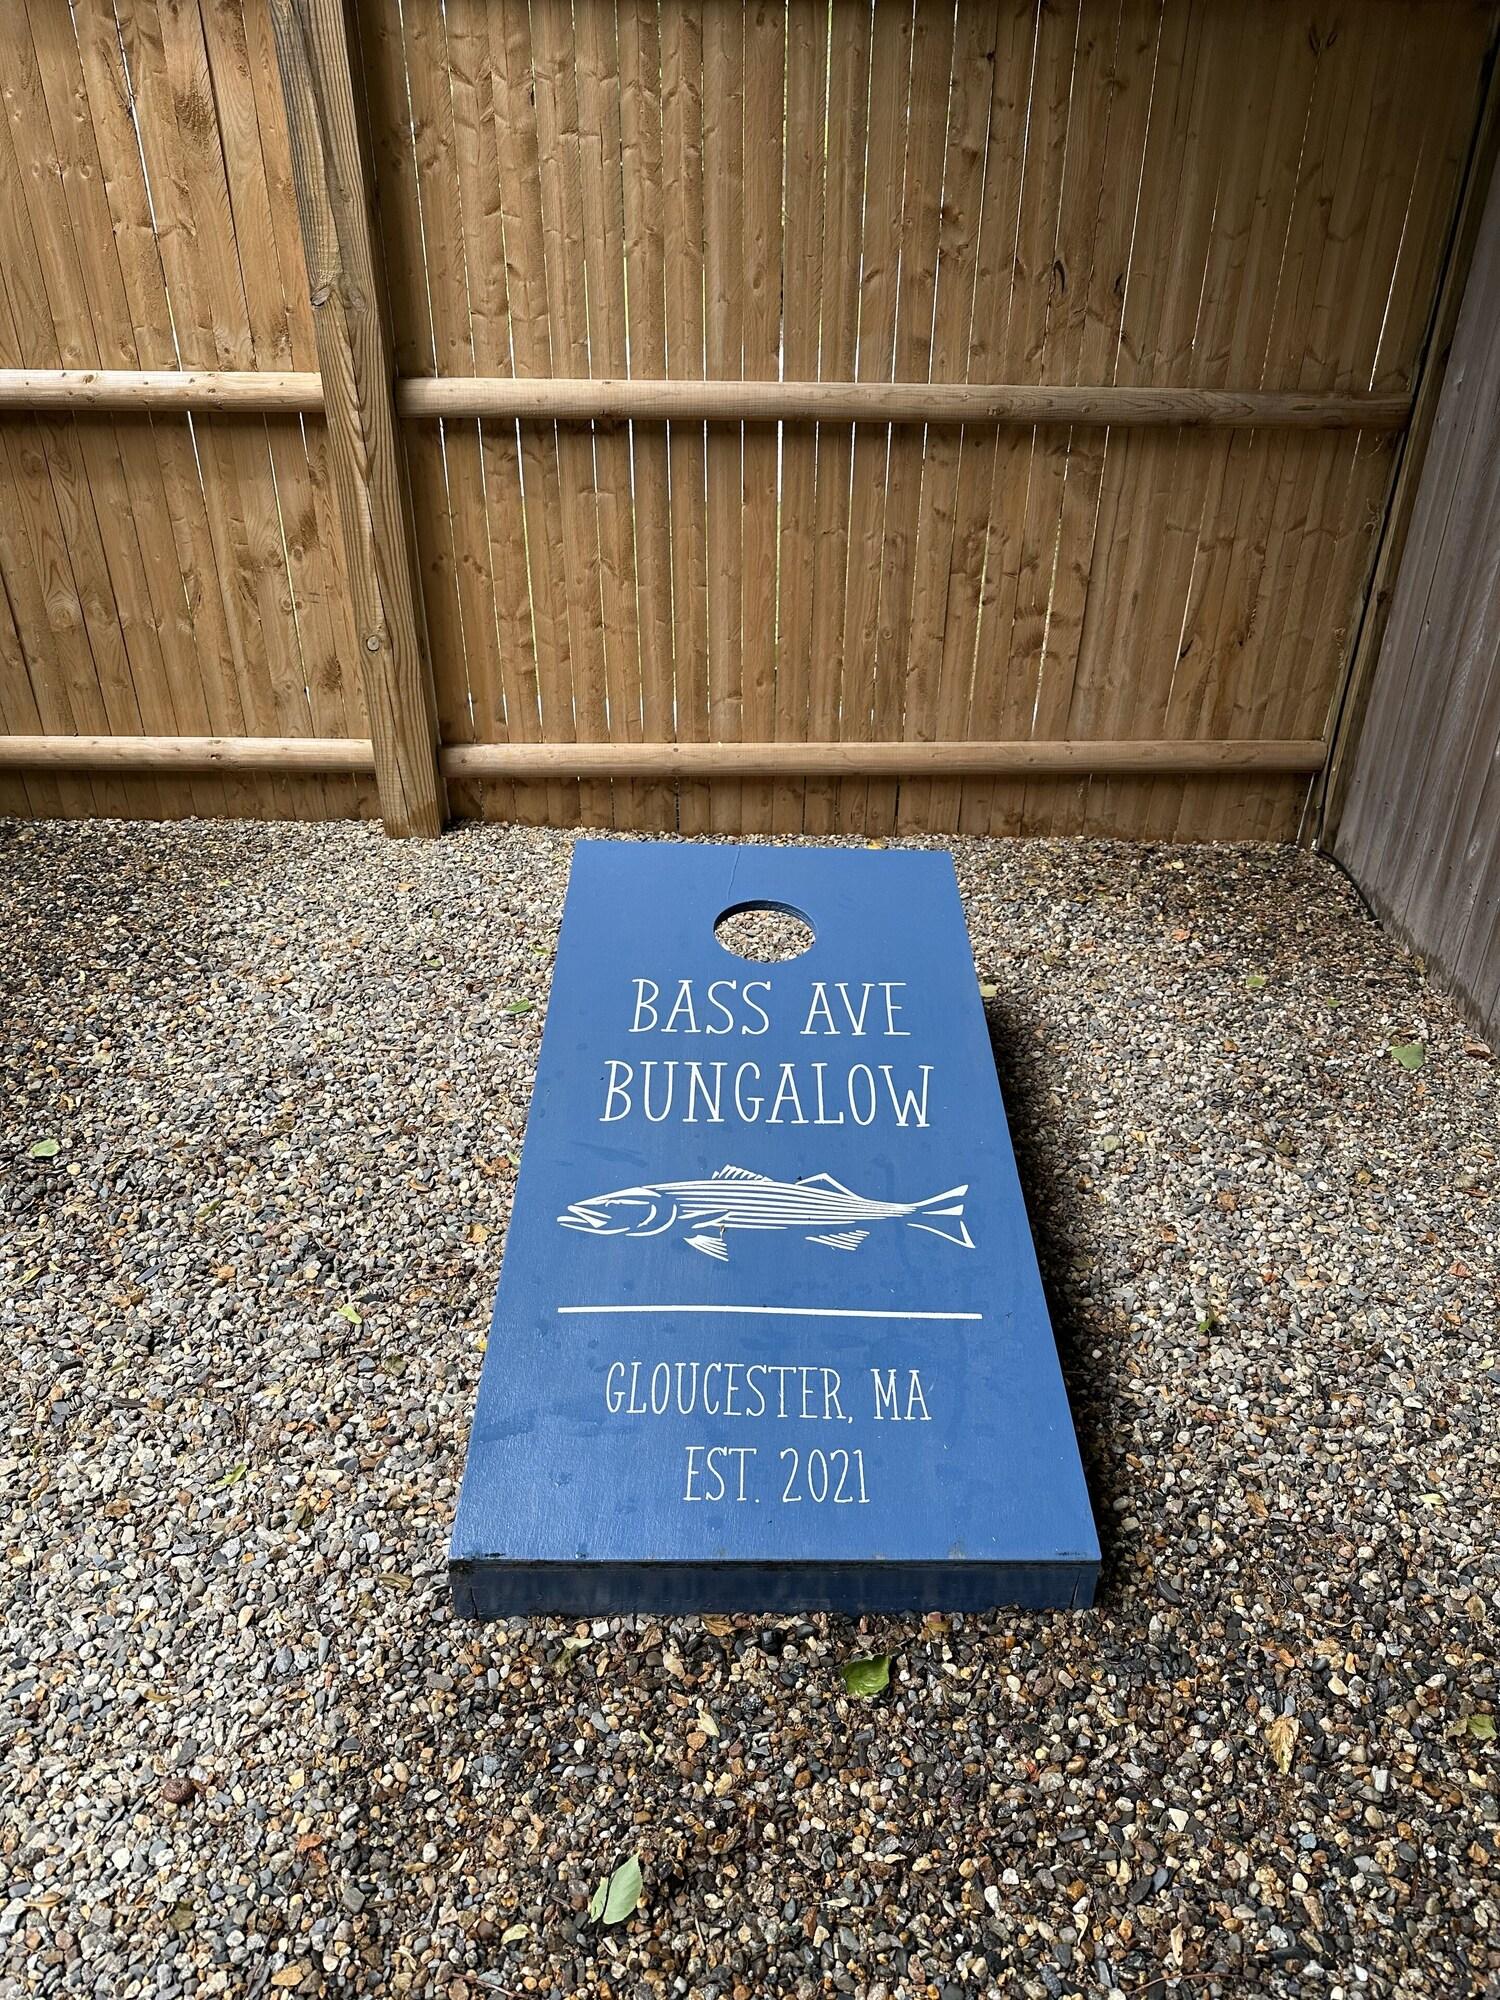 BASS AVE
BUNGALOW
GLOUCESTER, MA
EST. 2021